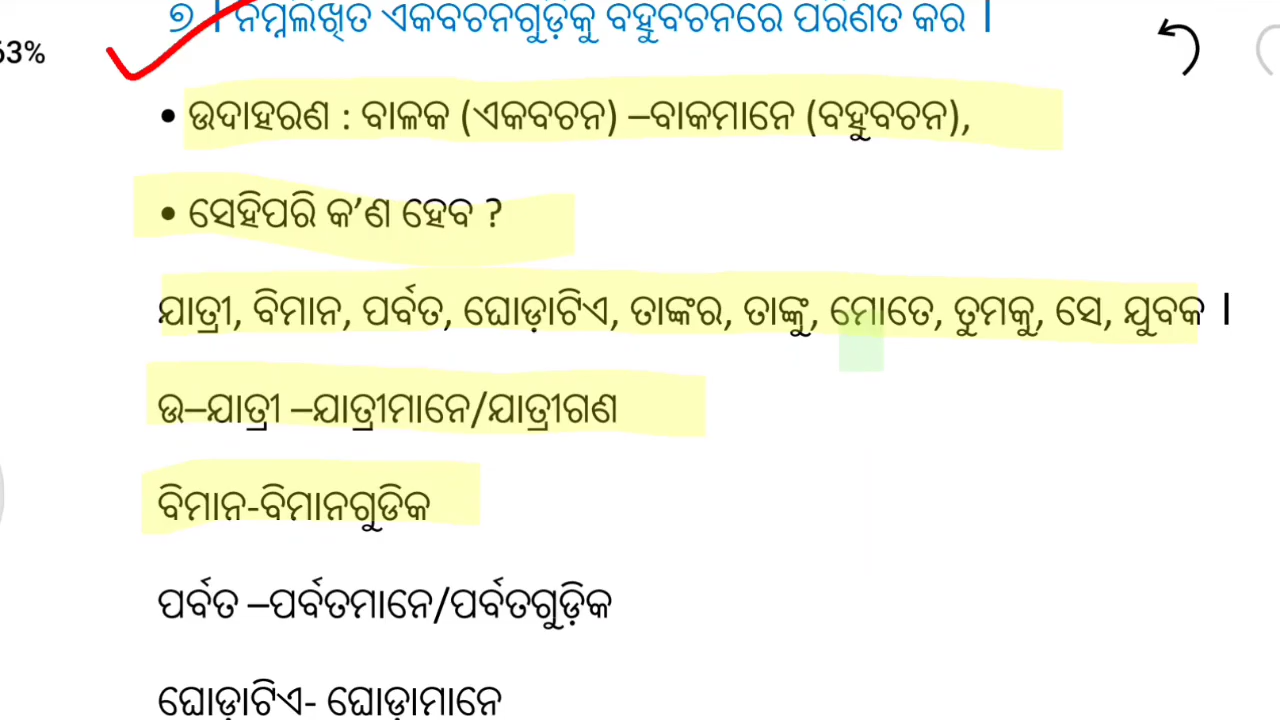 ୭ । ନିମ୍ନଲିଖିତ ଏକବଚନଗୁଡ଼ିକୁ ବହୁବଚନରେ ପରିଣତ କର ।
63%
• ଉଦାହରଣ : ବାଳକ (ଏକବଚନ) –ବାକମାନେ (ବହୁବଚନ),
• ସେହିପରି କ'ଣ ହେବ ?
ଯାତ୍ରୀ, ବିମାନ, ପର୍ବତ, ଘୋଡ଼ାଟିଏ, ତାଙ୍କର, ତାଙ୍କୁ, ମୋତେ, ତୁମକୁ, ସେ, ଯୁବକ ।
ଉ–ଯାତ୍ରୀ –ଯାତ୍ରୀମାନେ/ଯାତ୍ରୀଗଣ
ବିମାନ-ବିମାନଗୁଡିକ
ପର୍ବତ –ପର୍ବତମାନେ/ପର୍ବତଗୁଡ଼ିକ
ଘୋଡ଼ାଟିଏ- ଘୋଡ଼ାମାନେ